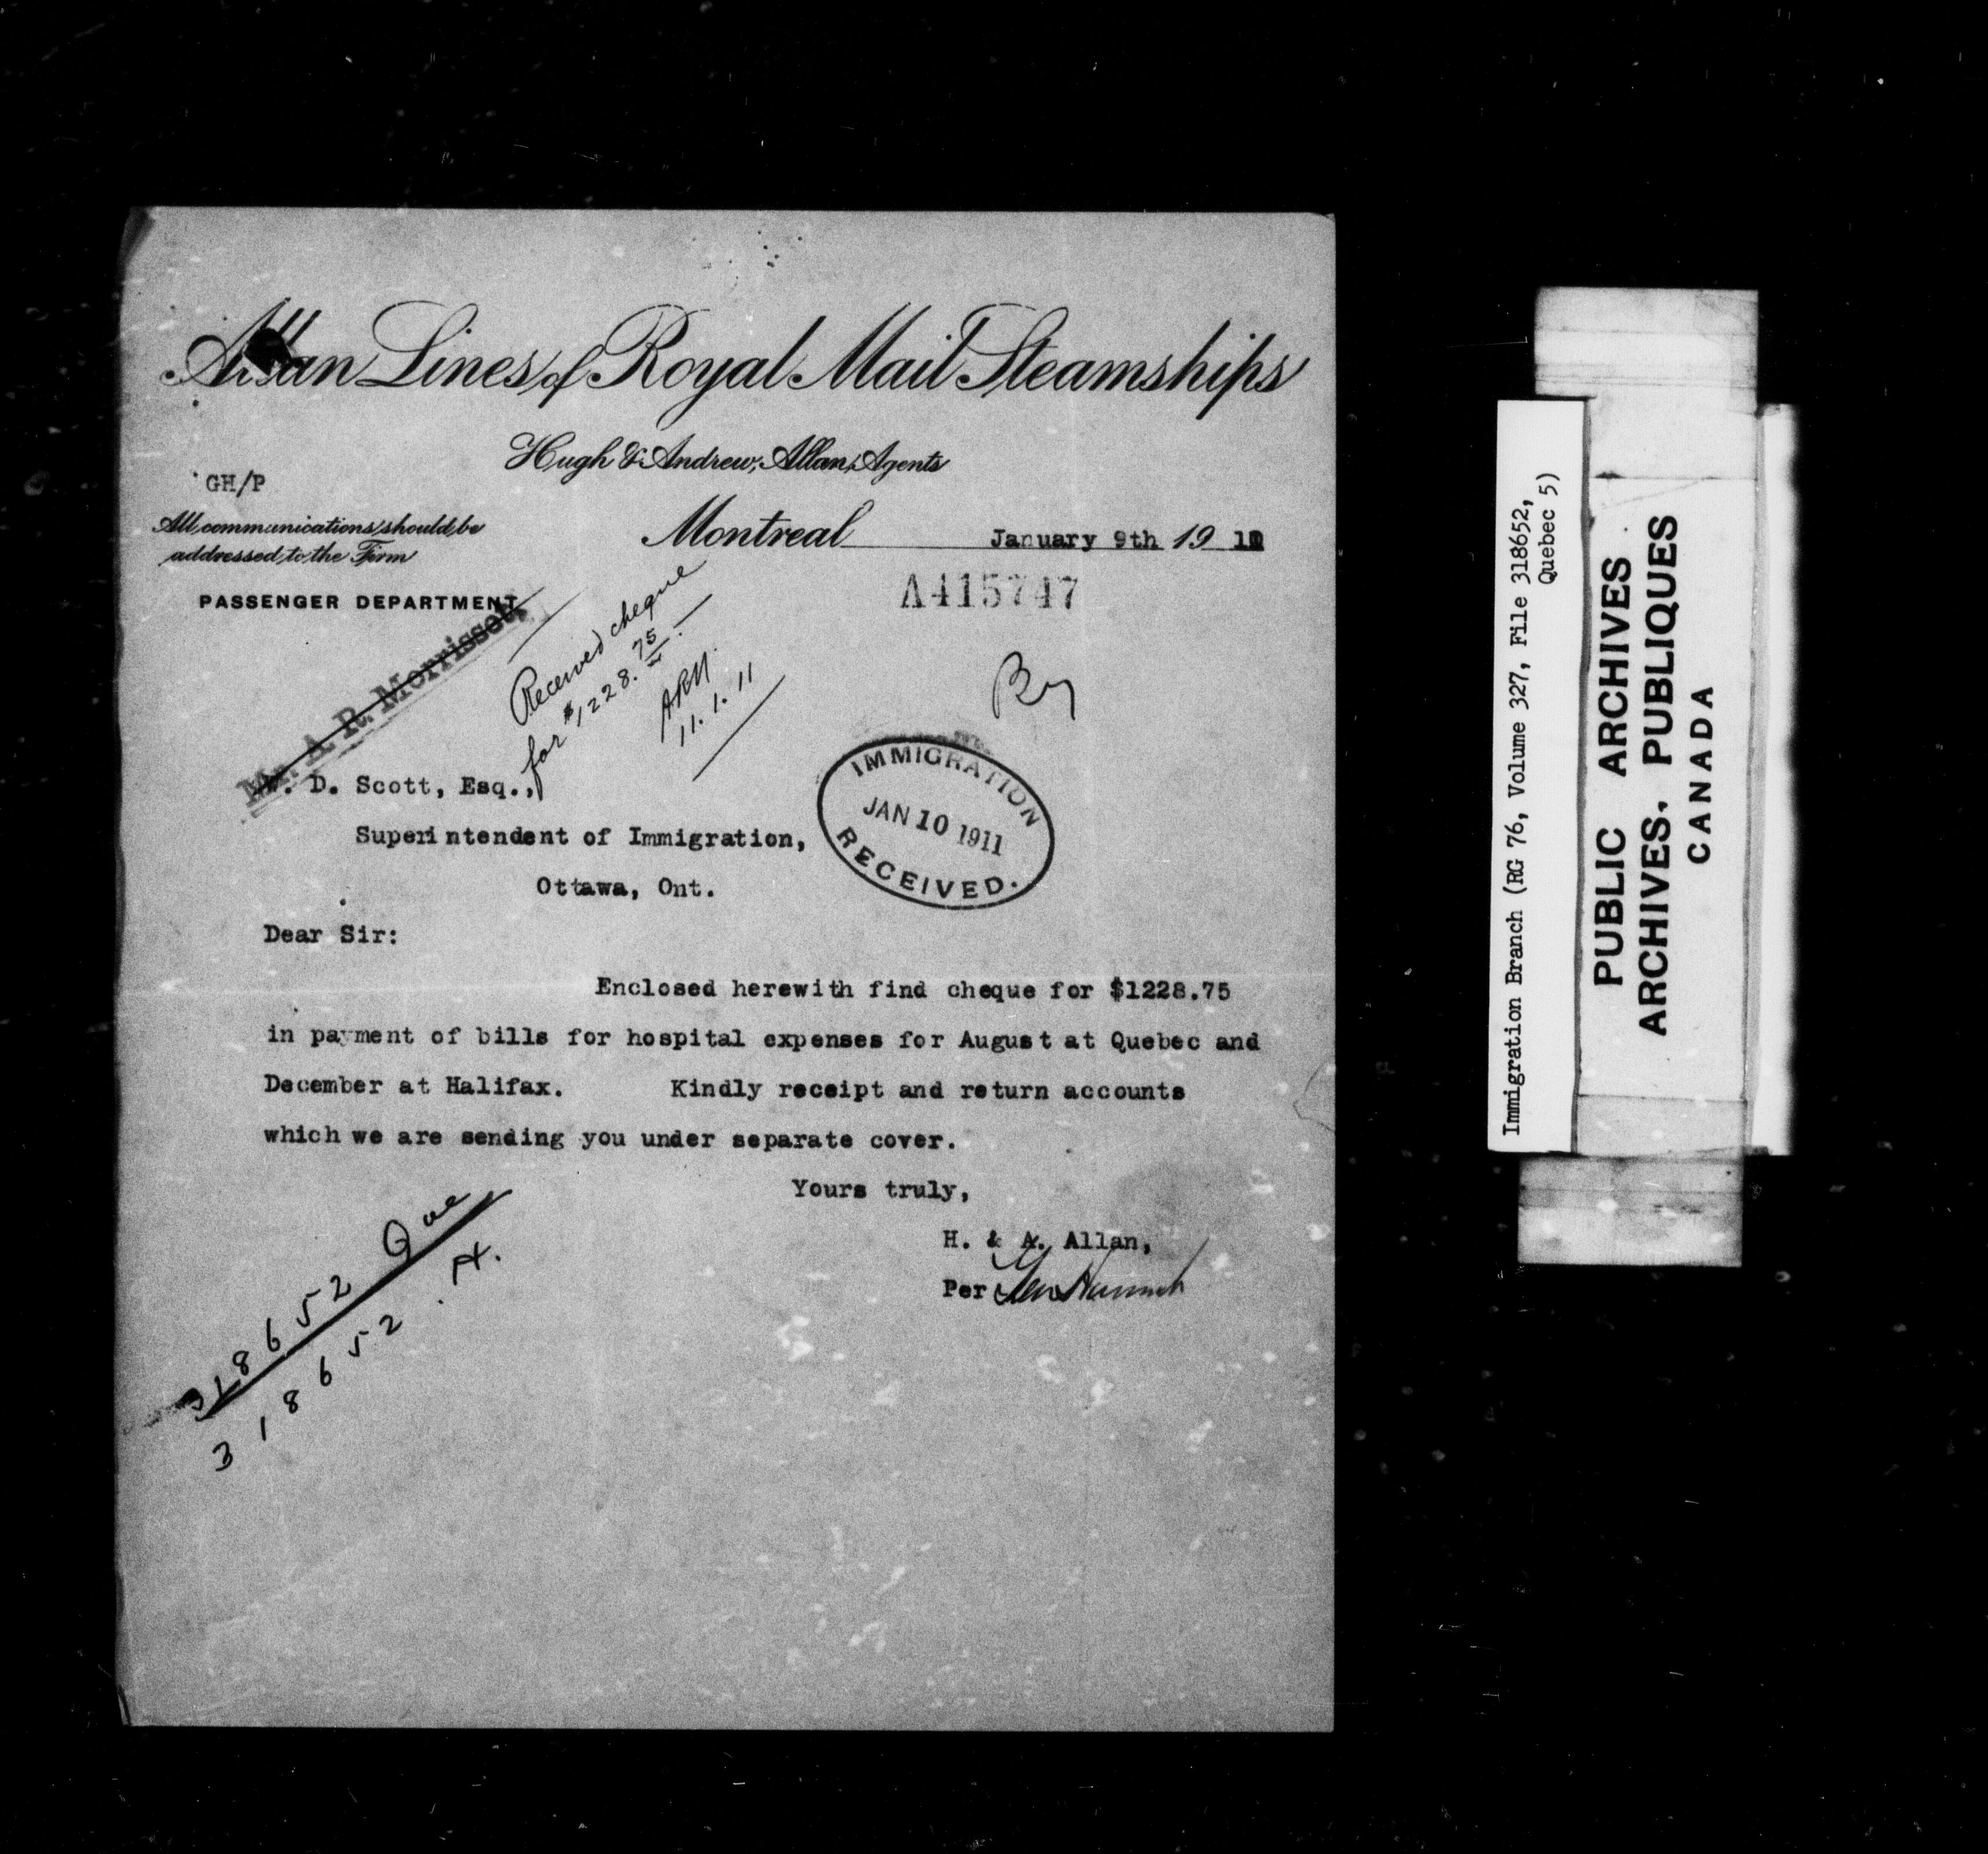 Allan Lines of Royal Mail Steamships
Hugh & Andrew Allan, Agents
GH/P
All communications should be
addressed to the Firm
Montreal January 9th 19 11
PASSENGER DEPARTMENT
A415747
Mr. A. R. Morrisset
Received cheque
for $1228.75
ARM.
11.1.11
W. D. Scott, Esq.,
Superintendent of Immigration,
Ottawa, Ont.
IMMIGRATION
JAN 10 1911
RECEIVED.
Dear Sir:
Enclosed herewith find cheque for $1228.75
in payment of bills for hospital expenses for August at Quebec and
December at Halifax. Kindly receipt and return accounts
which we are sending you under separate cover.
Yours truly,
H. & A. Allan,
Per
318652 Que
318652. H.
Immigration Branch (RG 76, Volume 327, File 318652,
Quebec 5)
PUBLIC ARCHIVES
ARCHIVES. PUBLIQUES
CANADA